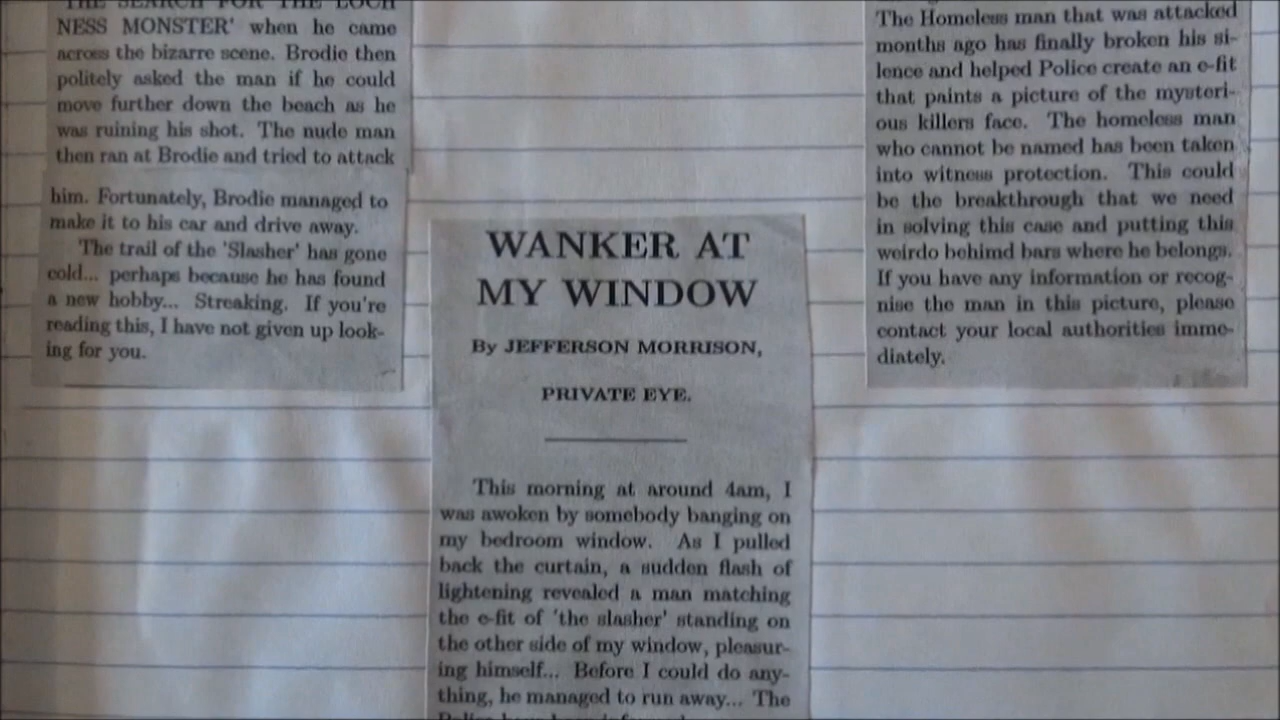 'THE SEARCH FOR THE LOCH
NESS MONSTER' when he came
across the bizarre scene. Brodie then
politely asked the man if he could
move further down the beach as he
was ruining his shot. The nude man
then ran at Brodie and tried to attack
him. Fortunately, Brodie managed to
make it to his car and drive away.
The trail of the 'Slasher' has gone
cold... perhaps because he has found
a new hobby... Streaking. If you're
reading this, I have not given up look-
ing for you.
WANKER AT
MY WINDOW
By JEFFERSON MORRISON,
PRIVATE EYE.
This morning at around 4am, I
was awoken by somebody banging on
my bedroom window. As I pulled
back the curtain, a sudden flash of
lightening revealed a man matching
the e-fit of 'the slasher' standing on
the other side of my window, pleasur-
ing himself... Before I could do any-
thing, he managed to run away... The
The Homeless man that was attacked
months ago has finally broken his si-
lence and helped Police create an e-fit
that paints a picture of the mysteri-
ous killers face. The homeless man
who cannot be named has been taken
into witness protection. This could
be the breakthrough that we need
in solving this case and putting this
weirdo behimd bars where he belongs.
If you have any information or recog-
nise the man in this picture, please
contact your local authorities imme-
diately.